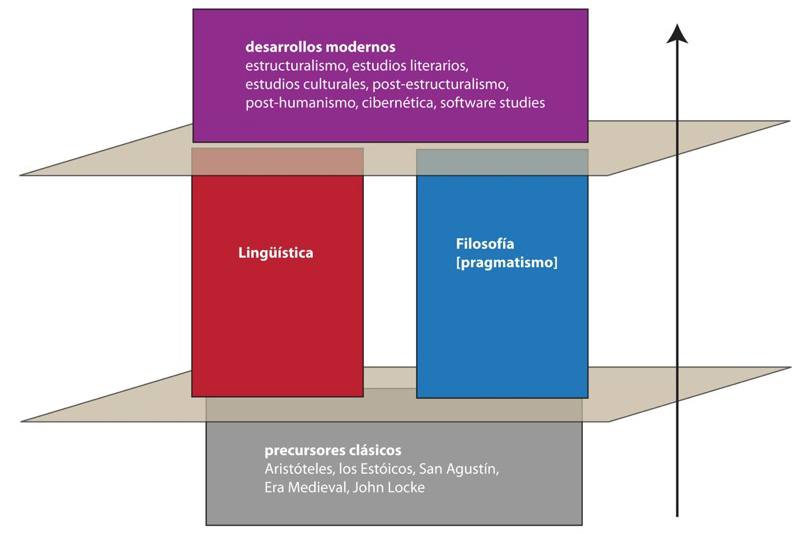 desarrollos modernos
estructuralismo, estudios literarios,
estudios culturales, post-estructuralismo,
post-humanismo, cibernética, software studies
Lingüística
Filosofía
[pragmatismo]
precursores clásicos
Aristóteles, los Estóicos, San Agustín,
Era Medieval, John Locke